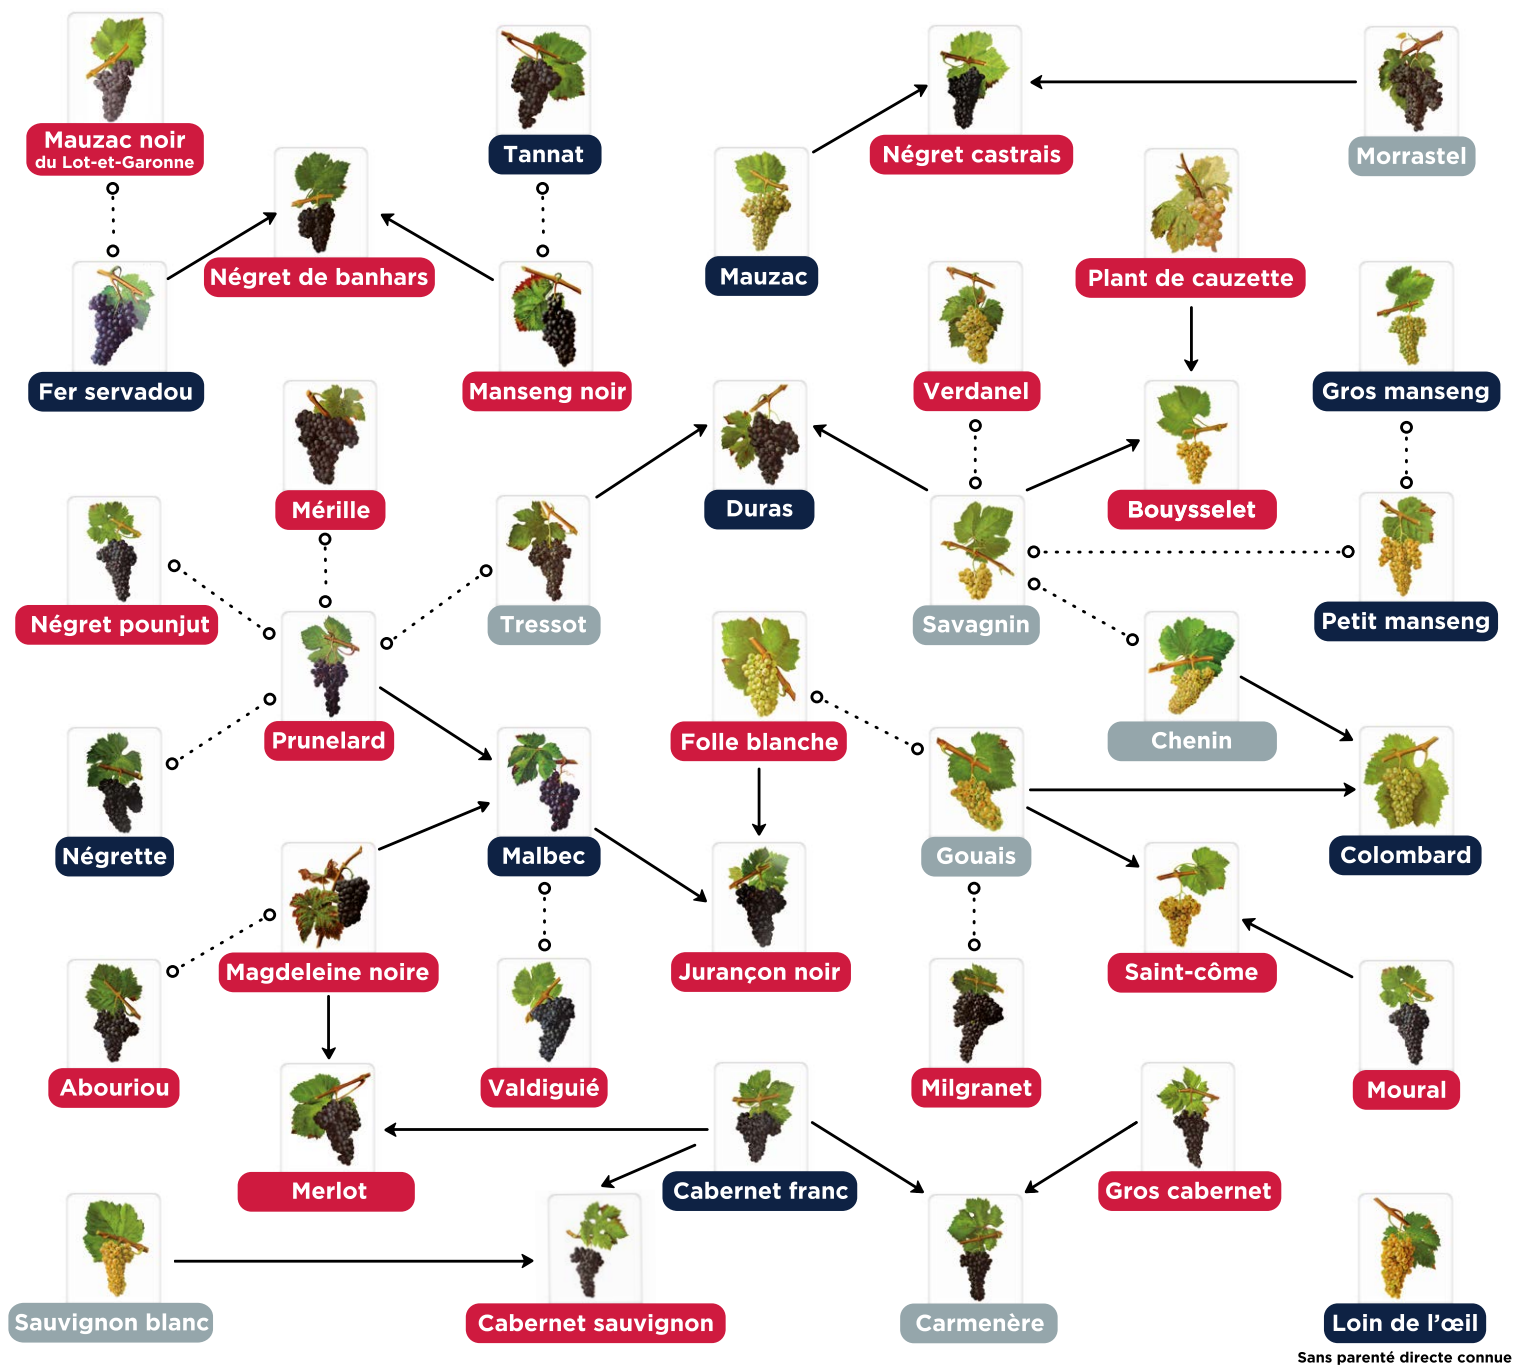 Mauzac noir
du Lot-et-Garonne
Tannat
Négret castrais
Morrastel
Négret de banhars
Mauzac
Plant de cauzette
Fer servadou
Manseng noir
Verdanel
Gros manseng
Mérille
Duras
Bouysselet
Négret pounjut
Tressot
Savagnin
Petit manseng
Prunelard
Folle blanche
Chenin
Négrette
Malbec
Gouais
Colombard
Magdeleine noire
Jurançon noir
Saint-côme
Abouriou
Valdiguié
Milgranet
Moural
Merlot
Cabernet franc
Gros cabernet
Sauvignon blanc
Cabernet sauvignon
Carmenère
Loin de l’œil
Sans parenté directe connue